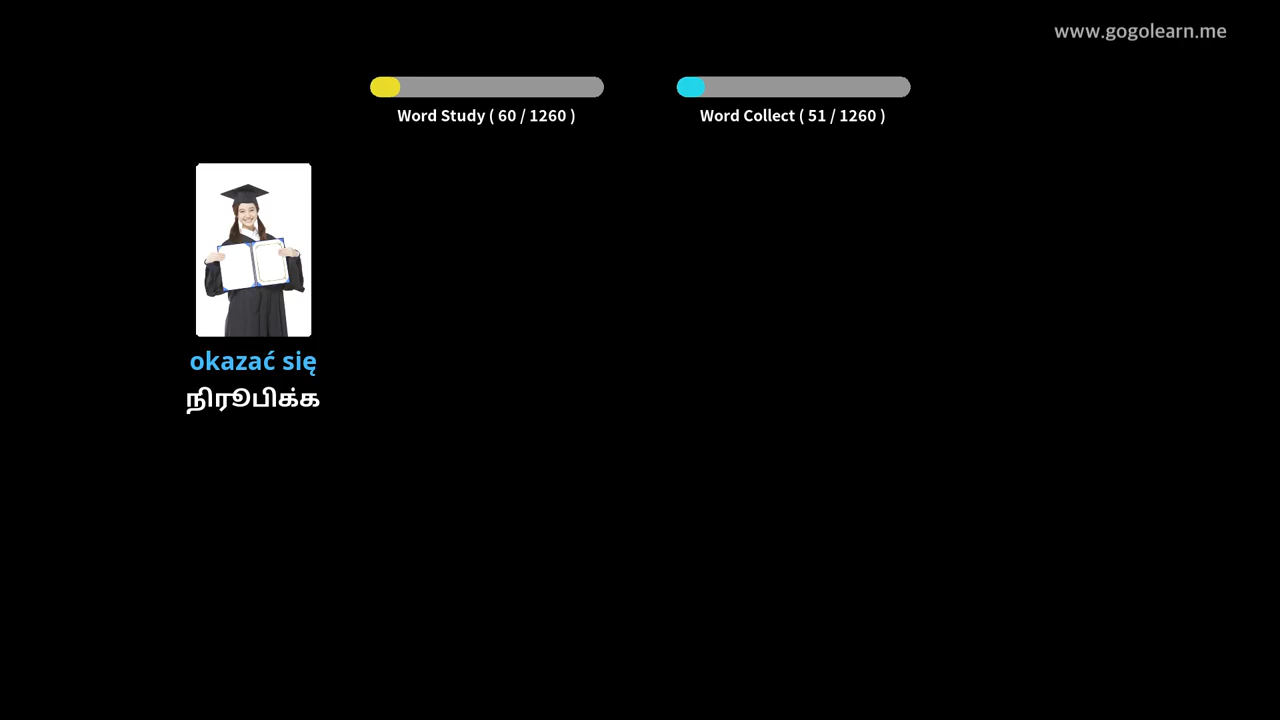 www.gogolearn.me
Word Study ( 60 / 1260 )
Word Collect ( 51 / 1260 )
okazać się
நிரூபிக்க